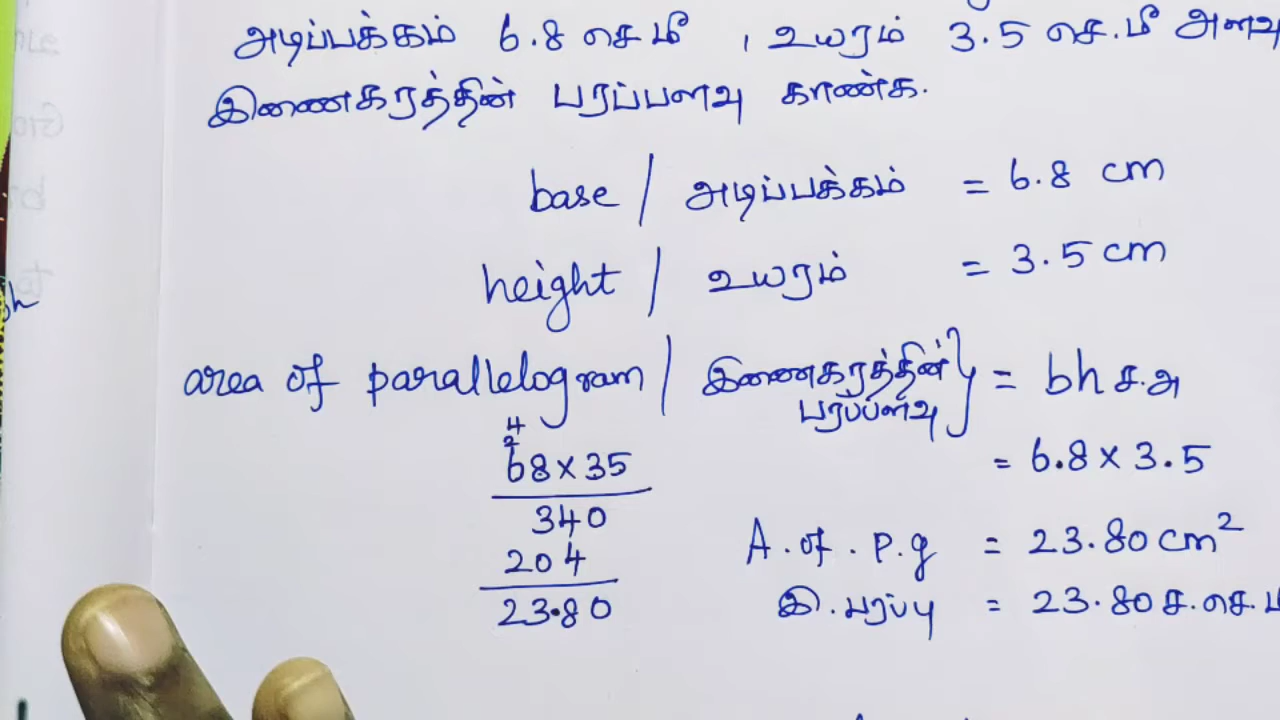 அடிப்பக்கம் 6.8 செ.மீ , உயரம் 3.5 செ.மீ அளவு
இணைகரத்தின் பரப்பளவு காண்க.
base / அடிப்பக்கம் = 6.8 cm
height / உயரம் = 3.5 cm
area of parallelogram / இணைகரத்தின் பரப்பளவு } = bh ச.அ
= 6.8 × 3.5
4
2
68 × 35
340
204
23.80
A. of. p.g = 23.80 cm²
இ. பரப்பு = 23.80 ச.செ.